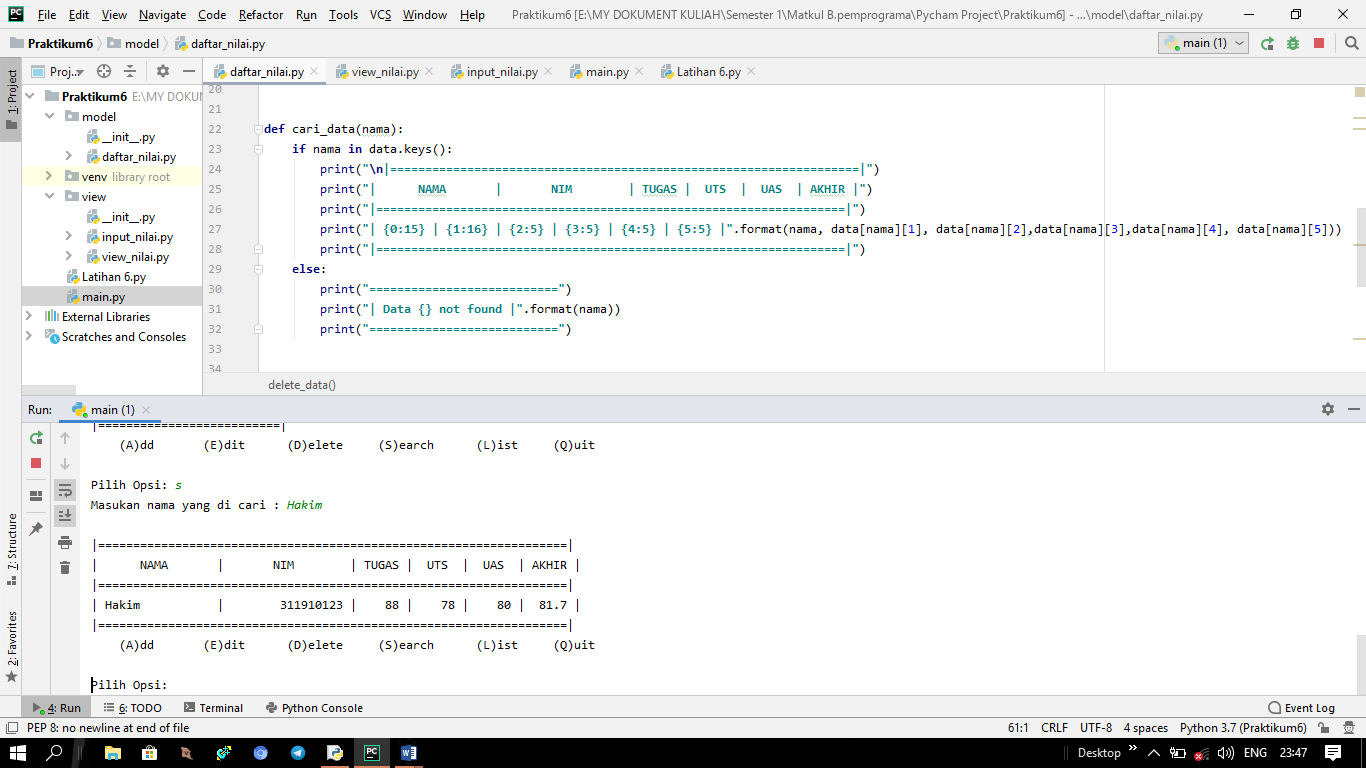 File Edit View Navigate Code Refactor Run Tools VCS Window Help Praktikum6 [E:\MY DOKUMENT KULIAH\Semester 1\Matkul B.pemprograma\Pycham Project\Praktikum6] - ...\model\daftar_nilai.py
Praktikum6 model daftar_nilai.py main (1)
1: Project
Proj..
daftar_nilai.py view_nilai.py input_nilai.py main.py Latihan 6.py
Praktikum6 E:\MY DOKU
model
__init__.py
daftar_nilai.py
venv library root
view
__init__.py
input_nilai.py
view_nilai.py
Latihan 6.py
main.py
External Libraries
Scratches and Consoles
20
21
22 def cari_data(nama):
23 if nama in data.keys():
24 print("\n|===================================================================|")
25 print("|      NAMA       |       NIM        | TUGAS |  UTS  |  UAS  | AKHIR |")
26 print("|===================================================================|")
27 print("| {0:15} | {1:16} | {2:5} | {3:5} | {4:5} | {5:5} |".format(nama, data[nama][1], data[nama][2],data[nama][3],data[nama][4], data[nama][5]))
28 print("|===================================================================|")
29 else:
30 print("===========================")
31 print("| Data {} not found |".format(nama))
32 print("===========================")
33
34
delete_data()
Run: main (1)
|==========================|
(A)dd (E)dit (D)elete (S)earch (L)ist (Q)uit
Pilih Opsi: s
Masukan nama yang di cari : Hakim
|===================================================================|
|      NAMA       |       NIM        | TUGAS |  UTS  |  UAS  | AKHIR |
|===================================================================|
| Hakim           |        311910123 |    88 |    78 |    80 |  81.7 |
|===================================================================|
(A)dd (E)dit (D)elete (S)earch (L)ist (Q)uit
Pilih Opsi:
Z: Structure
2: Favorites
4: Run 6: TODO Terminal Python Console Event Log
PEP 8: no newline at end of file 61:1 CRLF UTF-8 4 spaces Python 3.7 (Praktikum6)
Desktop ENG 23:47